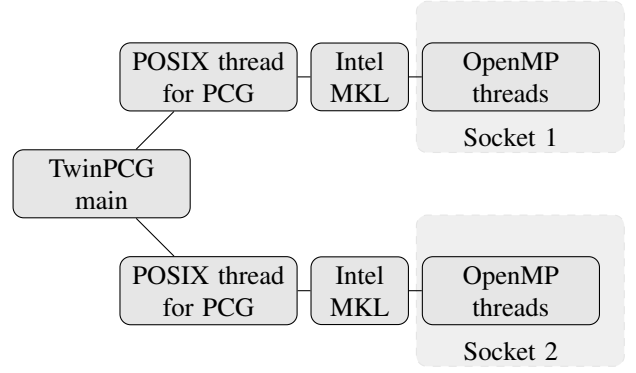 POSIX thread
for PCG
Intel
MKL
OpenMP
threads
Socket 1
TwinPCG
main
POSIX thread
for PCG
Intel
MKL
OpenMP
threads
Socket 2